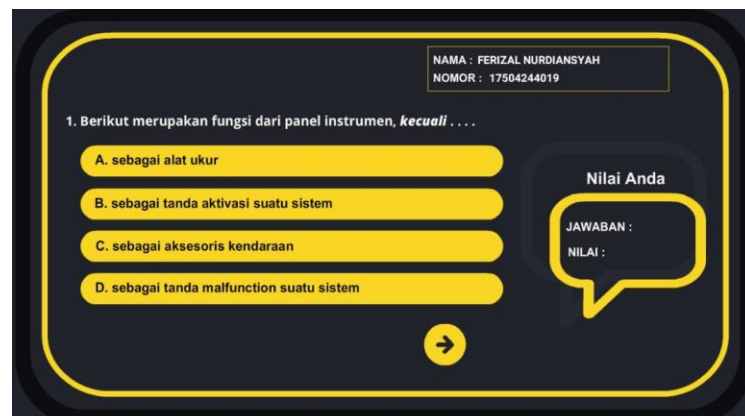 NAMA : FERIZAL NURDIANSYAH
NOMOR : 17504244019
1. Berikut merupakan fungsi dari panel instrumen, kecuali . . . .
A. sebagai alat ukur
B. sebagai tanda aktivasi suatu sistem
C. sebagai aksesoris kendaraan
D. sebagai tanda malfunction suatu sistem
Nilai Anda
JAWABAN :
NILAI :